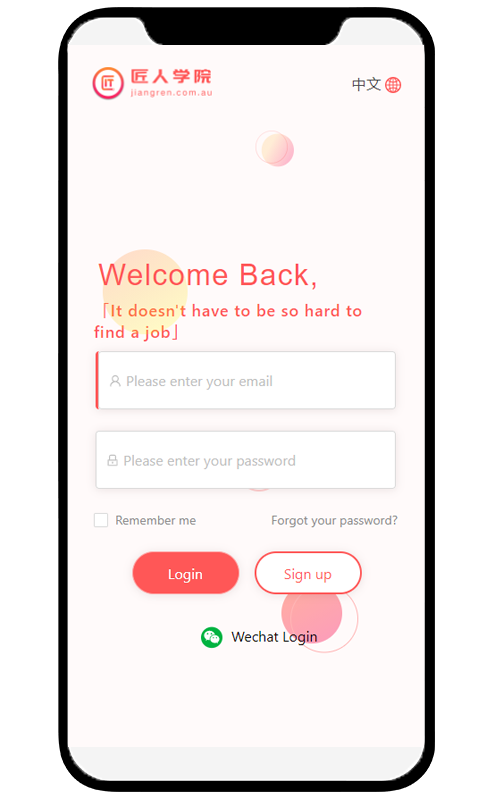 匠人学院
jiangren.com.au
中文
Welcome Back,
「It doesn't have to be so hard to
find a job」
Please enter your email
Please enter your password
Remember me
Forgot your password?
Login
Sign up
Wechat Login